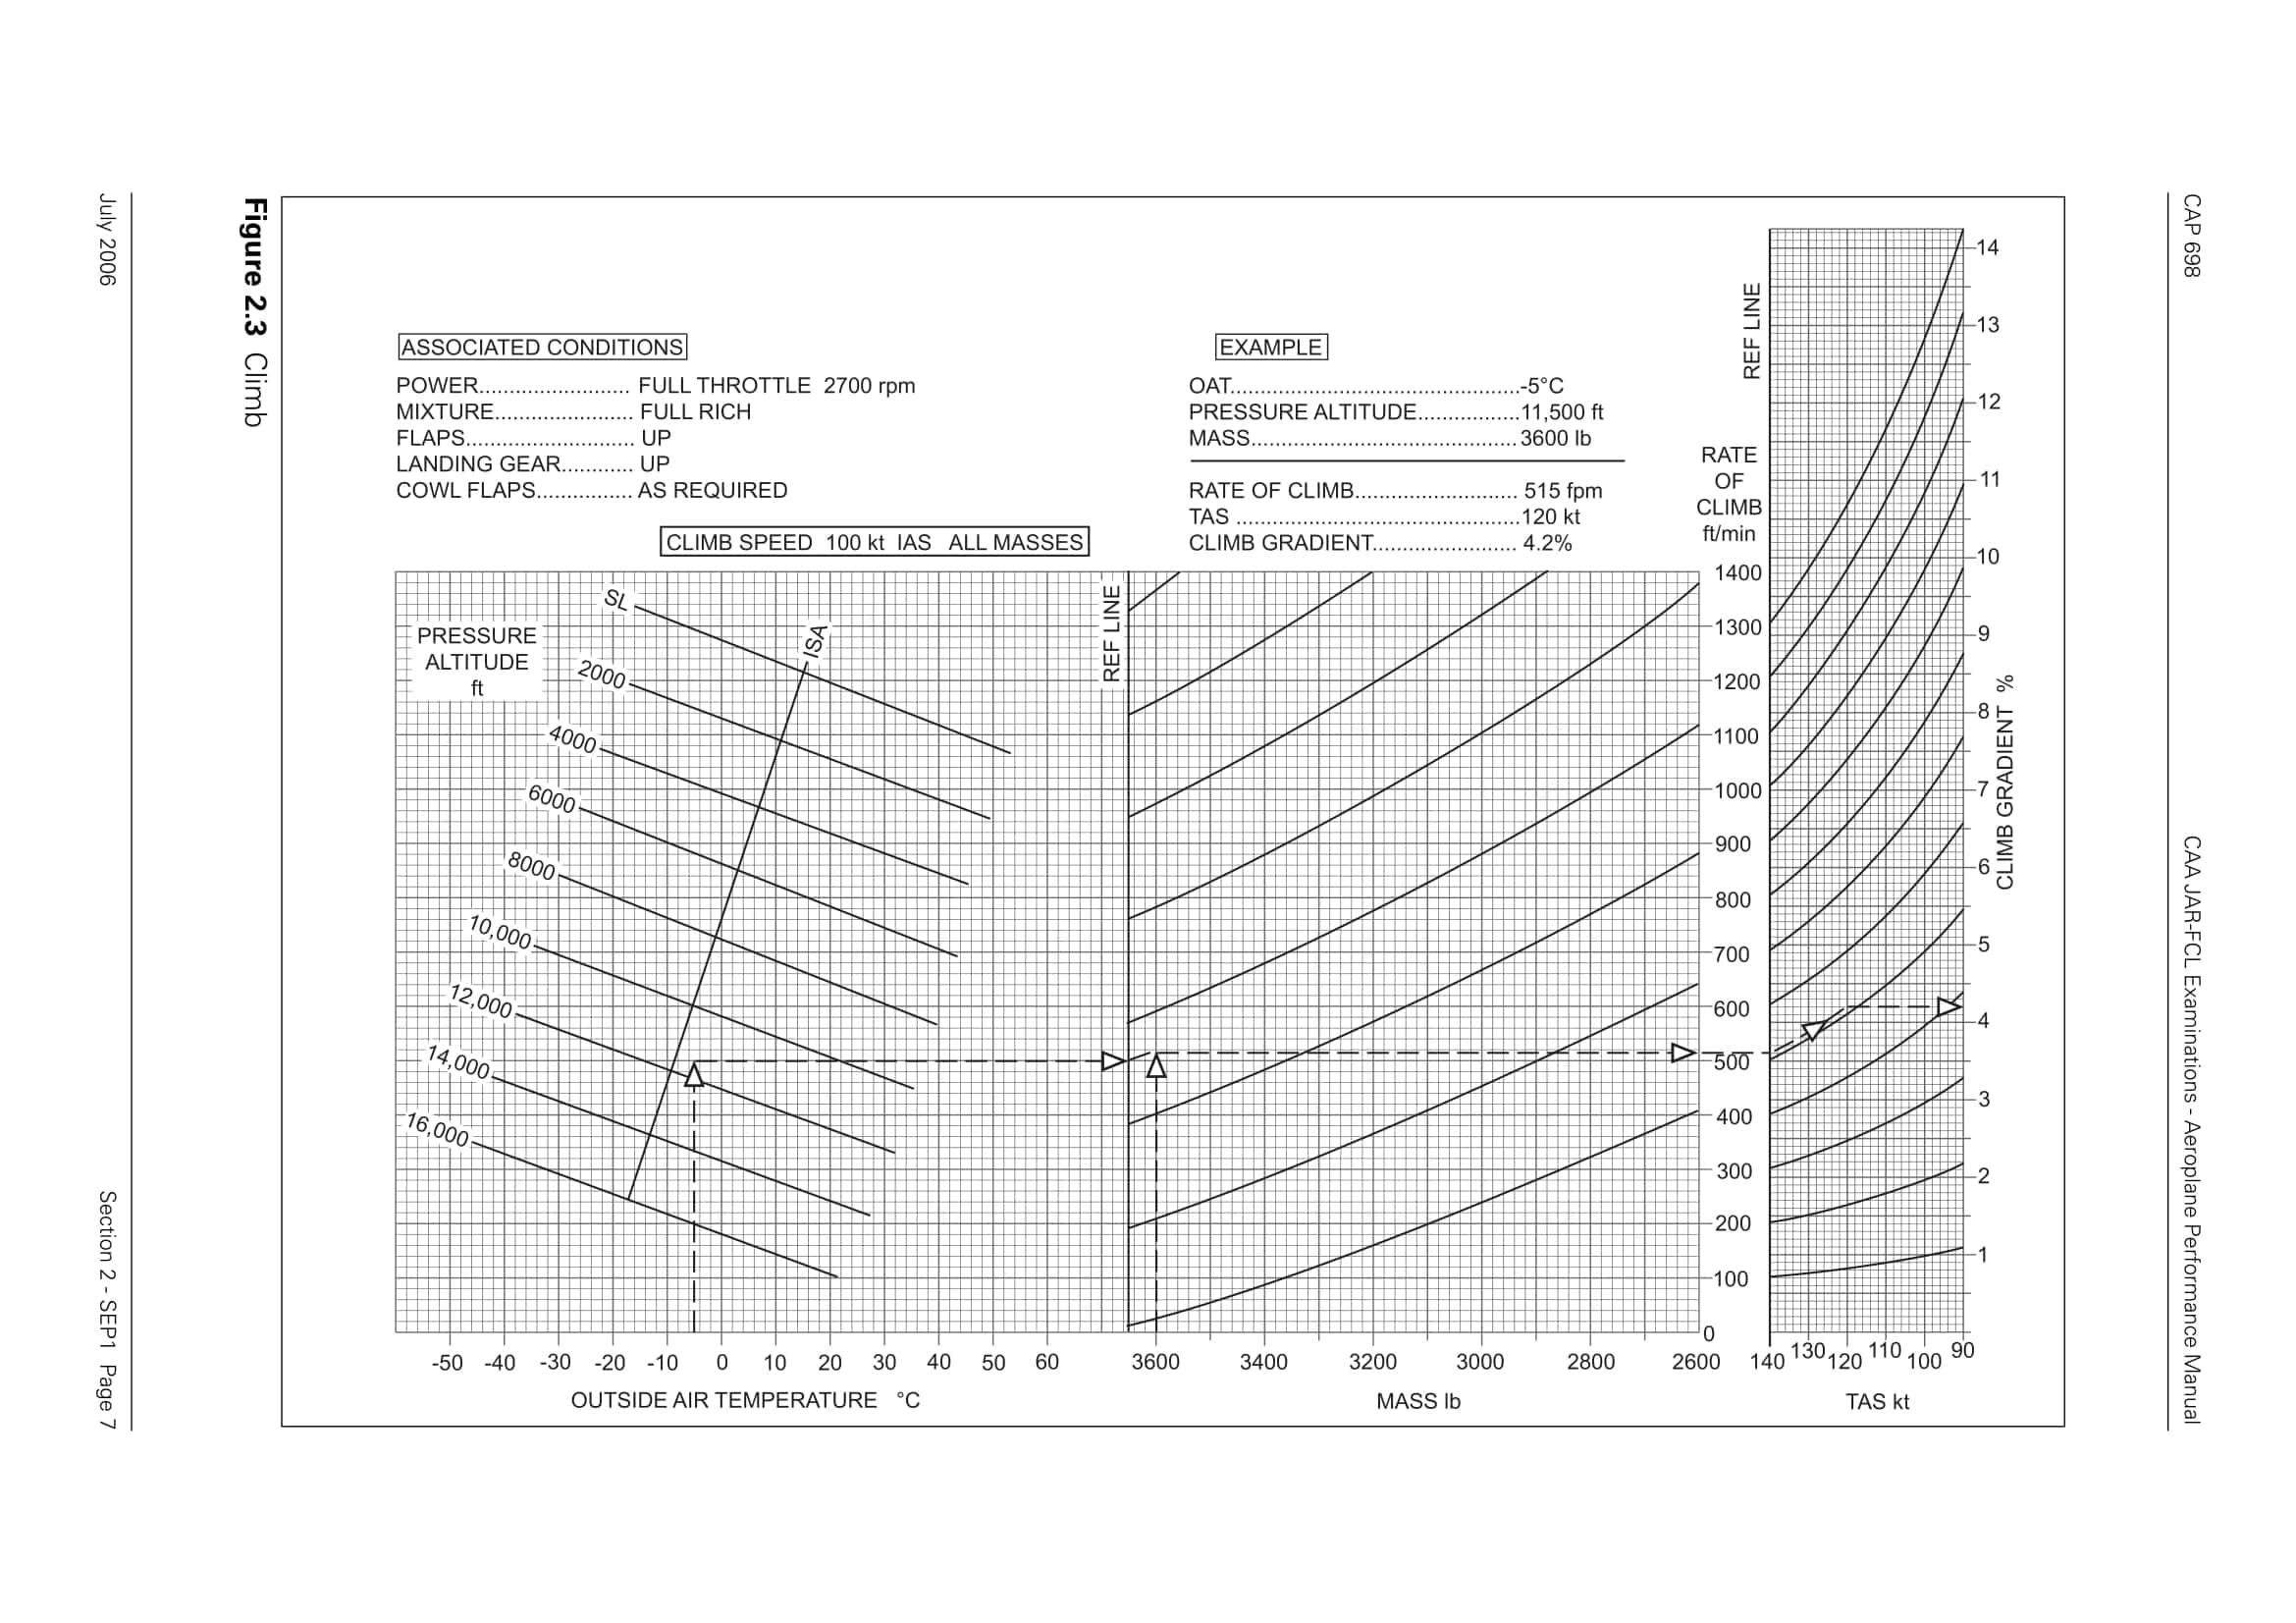 CAP 698
CAA JAR-FCL Examinations - Aeroplane Performance Manual
ASSOCIATED CONDITIONS
POWER......................... FULL THROTTLE 2700 rpm
MIXTURE....................... FULL RICH
FLAPS............................ UP
LANDING GEAR............ UP
COWL FLAPS................ AS REQUIRED
CLIMB SPEED 100 kt IAS ALL MASSES
EXAMPLE
OAT................................................-5°C
PRESSURE ALTITUDE.................11,500 ft
MASS............................................3600 lb
RATE OF CLIMB........................... 515 fpm
TAS ...............................................120 kt
CLIMB GRADIENT........................ 4.2%
PRESSURE
ALTITUDE
ft
SL
2000
4000
6000
8000
10,000
12,000
14,000
16,000
ISA
REF LINE
REF LINE
RATE
OF
CLIMB
ft/min
1400
1300
1200
1100
1000
900
800
700
600
500
400
300
200
100
0
14
13
12
11
10
9
8
7
6
5
4
3
2
1
CLIMB GRADIENT %
-50 -40 -30 -20 -10 0 10 20 30 40 50 60
3600 3400 3200 3000 2800 2600
140 130 120 110 100 90
OUTSIDE AIR TEMPERATURE °C
MASS lb
TAS kt
Figure 2.3 Climb
July 2006
Section 2 - SEP1 Page 7